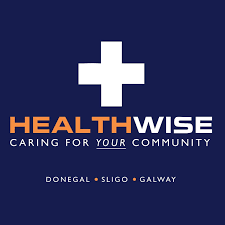 HEALTHWISE
CARING FOR YOUR COMMUNITY
DONEGAL • SLIGO • GALWAY